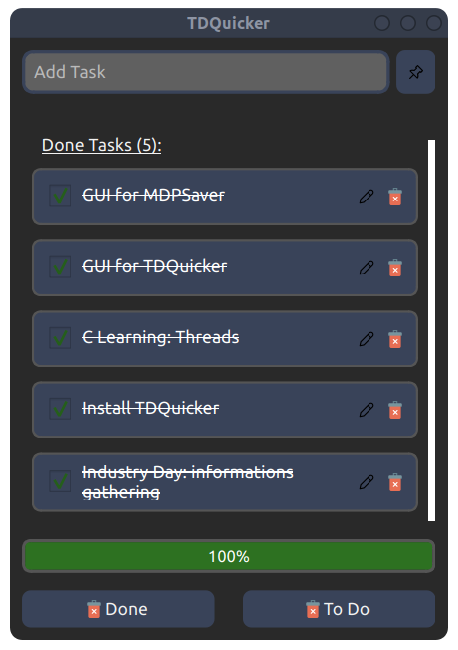 TDQuicker
Add Task
Done Tasks (5):
GUI for MDPSaver
GUI for TDQuicker
C Learning: Threads
Install TDQuicker
Industry Day: informations
gathering
100%
Done
To Do